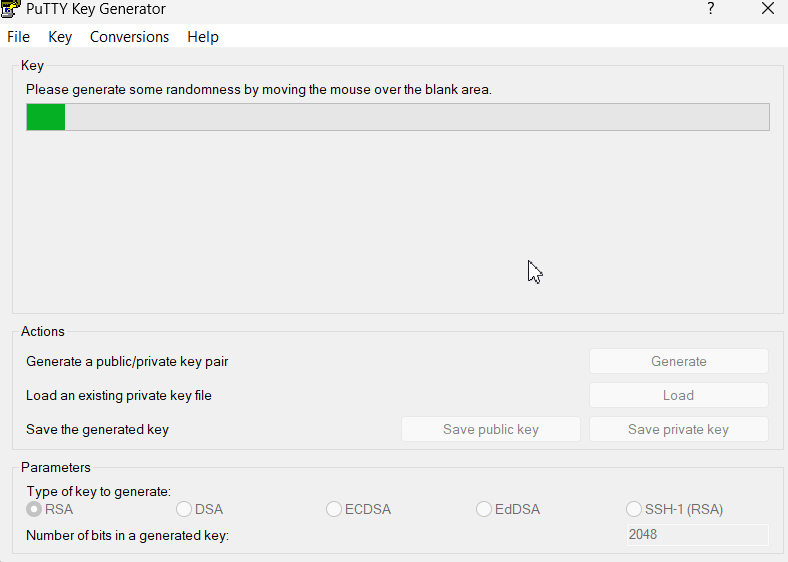 PuTTY Key Generator ?
File Key Conversions Help
Key
Please generate some randomness by moving the mouse over the blank area.
Actions
Generate a public/private key pair Generate
Load an existing private key file Load
Save the generated key Save public key Save private key
Parameters
Type of key to generate:
RSA DSA ECDSA EdDSA SSH-1 (RSA)
Number of bits in a generated key: 2048